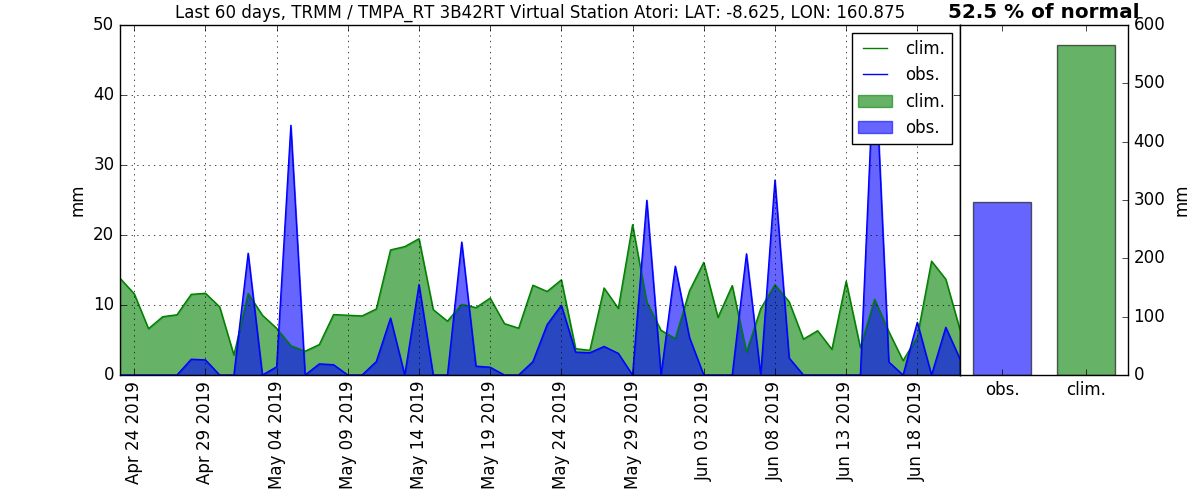 Last 60 days, TRMM / TMPA_RT 3B42RT Virtual Station Atori: LAT: -8.625, LON: 160.875
52.5 % of normal
50
40
30
20
10
0
mm
clim.
obs.
clim.
obs.
600
500
400
300
200
100
0
mm
obs.
clim.
Apr 24 2019
Apr 29 2019
May 04 2019
May 09 2019
May 14 2019
May 19 2019
May 24 2019
May 29 2019
Jun 03 2019
Jun 08 2019
Jun 13 2019
Jun 18 2019